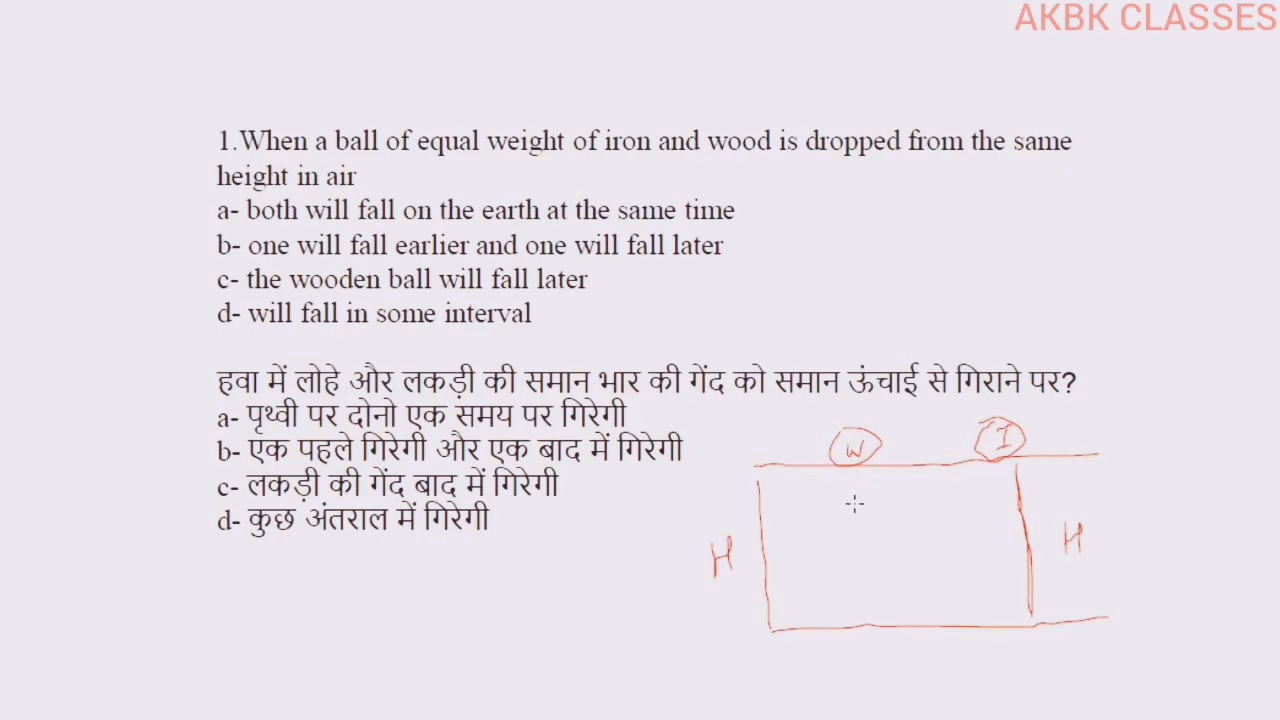 AKBK CLASSES
1.When a ball of equal weight of iron and wood is dropped from the same
height in air
a- both will fall on the earth at the same time
b- one will fall earlier and one will fall later
c- the wooden ball will fall later
d- will fall in some interval
हवा में लोहे और लकड़ी की समान भार की गेंद को समान ऊंचाई से गिराने पर?
a- पृथ्वी पर दोनो एक समय पर गिरेगी
b- एक पहले गिरेगी और एक बाद में गिरेगी
c- लकड़ी की गेंद बाद में गिरेगी
d- कुछ अंतराल में गिरेगी
W I
H H